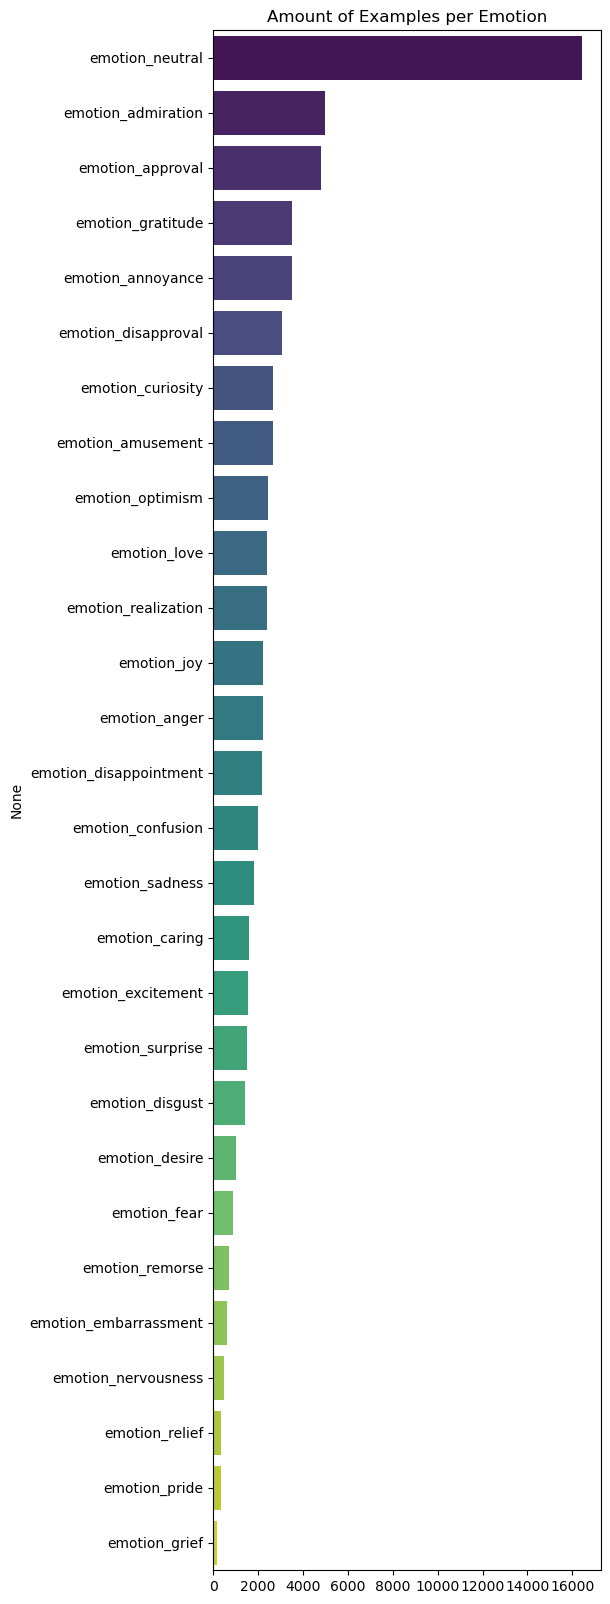 Amount of Examples per Emotion
emotion_neutral
emotion_admiration
emotion_approval
emotion_gratitude
emotion_annoyance
emotion_disapproval
emotion_curiosity
emotion_amusement
emotion_optimism
emotion_love
emotion_realization
emotion_joy
emotion_anger
emotion_disappointment
None
emotion_confusion
emotion_sadness
emotion_caring
emotion_excitement
emotion_surprise
emotion_disgust
emotion_desire
emotion_fear
emotion_remorse
emotion_embarrassment
emotion_nervousness
emotion_relief
emotion_pride
emotion_grief
0 2000 4000 6000 8000 10000 12000 14000 16000